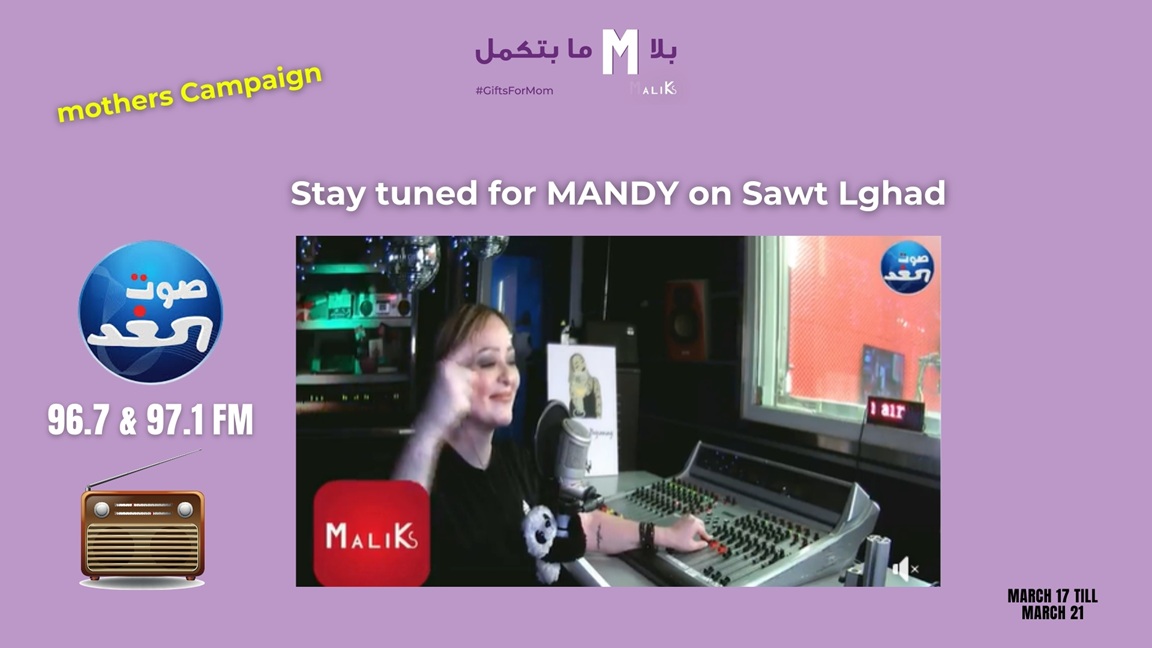 بلا M ما بتكمل
#GiftsForMom
MALIKS
mothers Campaign
Stay tuned for MANDY on Sawt Lghad
صوت
الغد
صوت
الغد
96.7 & 97.1 FM
air
MALIKS
MARCH 17 TILL
MARCH 21